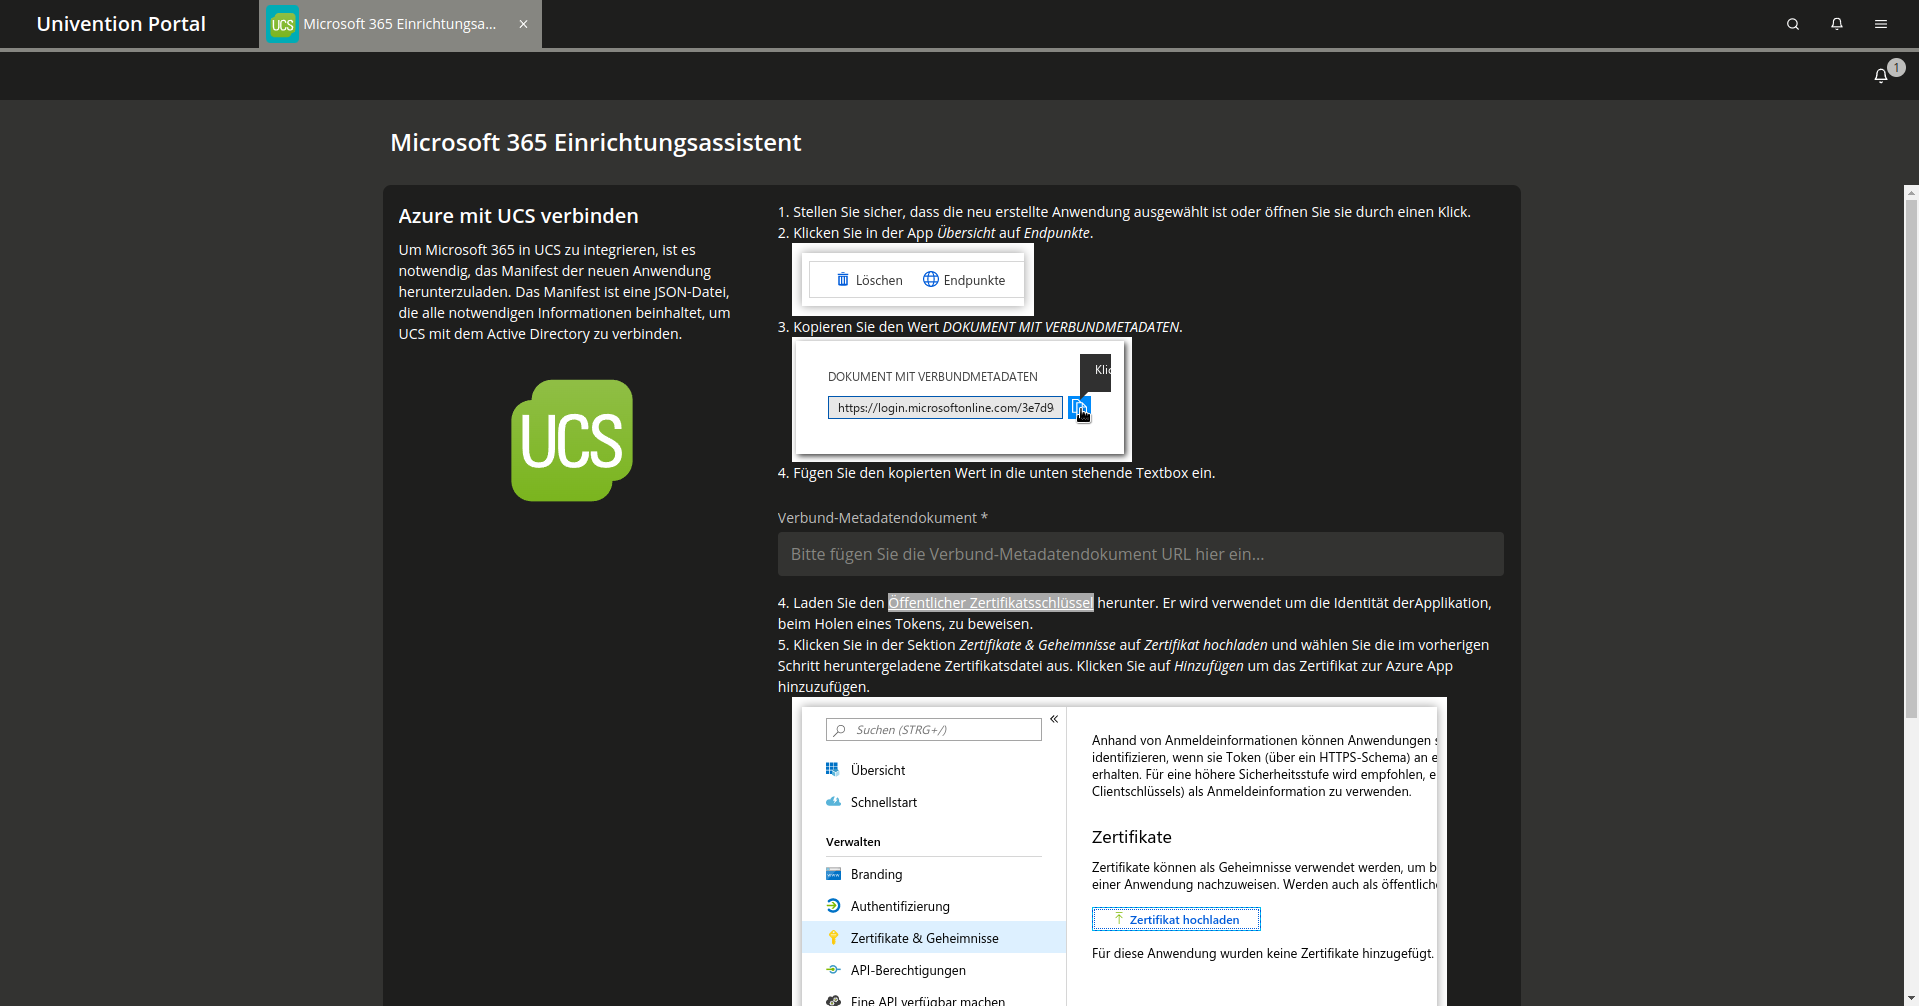 Univention Portal
UCS
Microsoft 365 Einrichtungsa...
1
Microsoft 365 Einrichtungsassistent
Azure mit UCS verbinden
Um Microsoft 365 in UCS zu integrieren, ist es
notwendig, das Manifest der neuen Anwendung
herunterzuladen. Das Manifest ist eine JSON-Datei,
die alle notwendigen Informationen beinhaltet, um
UCS mit dem Active Directory zu verbinden.
UCS
1. Stellen Sie sicher, dass die neu erstellte Anwendung ausgewählt ist oder öffnen Sie sie durch einen Klick.
2. Klicken Sie in der App Übersicht auf Endpunkte.
Löschen
Endpunkte
3. Kopieren Sie den Wert DOKUMENT MIT VERBUNDMETADATEN.
Klic
DOKUMENT MIT VERBUNDMETADATEN
https://login.microsoftonline.com/3e7d9
4. Fügen Sie den kopierten Wert in die unten stehende Textbox ein.
Verbund-Metadatendokument *
Bitte fügen Sie die Verbund-Metadatendokument URL hier ein...
4. Laden Sie den Öffentlicher Zertifikatsschlüssel herunter. Er wird verwendet um die Identität derApplikation,
beim Holen eines Tokens, zu beweisen.
5. Klicken Sie in der Sektion Zertifikate & Geheimnisse auf Zertifikat hochladen und wählen Sie die im vorherigen
Schritt heruntergeladene Zertifikatsdatei aus. Klicken Sie auf Hinzufügen um das Zertifikat zur Azure App
hinzuzufügen.
Suchen (STRG+/)
«
Übersicht
Schnellstart
Verwalten
Branding
Authentifizierung
Zertifikate & Geheimnisse
API-Berechtigungen
Eine API verfügbar machen
Anhand von Anmeldeinformationen können Anwendungen s
identifizieren, wenn sie Token (über ein HTTPS-Schema) an e
erhalten. Für eine höhere Sicherheitsstufe wird empfohlen, e
Clientschlüssels) als Anmeldeinformation zu verwenden.
Zertifikate
Zertifikate können als Geheimnisse verwendet werden, um b
einer Anwendung nachzuweisen. Werden auch als öffentliche
Zertifikat hochladen
Für diese Anwendung wurden keine Zertifikate hinzugefügt.